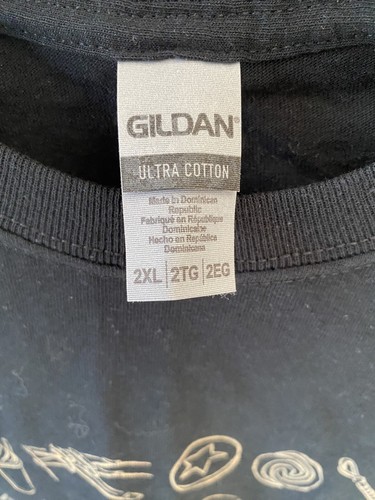 GILDAN®
ULTRA COTTON
Made in Dominican
Republic
Fabriqué en République
Dominicaine
Hecho en República
Dominicana
2XL | 2TG | 2EG